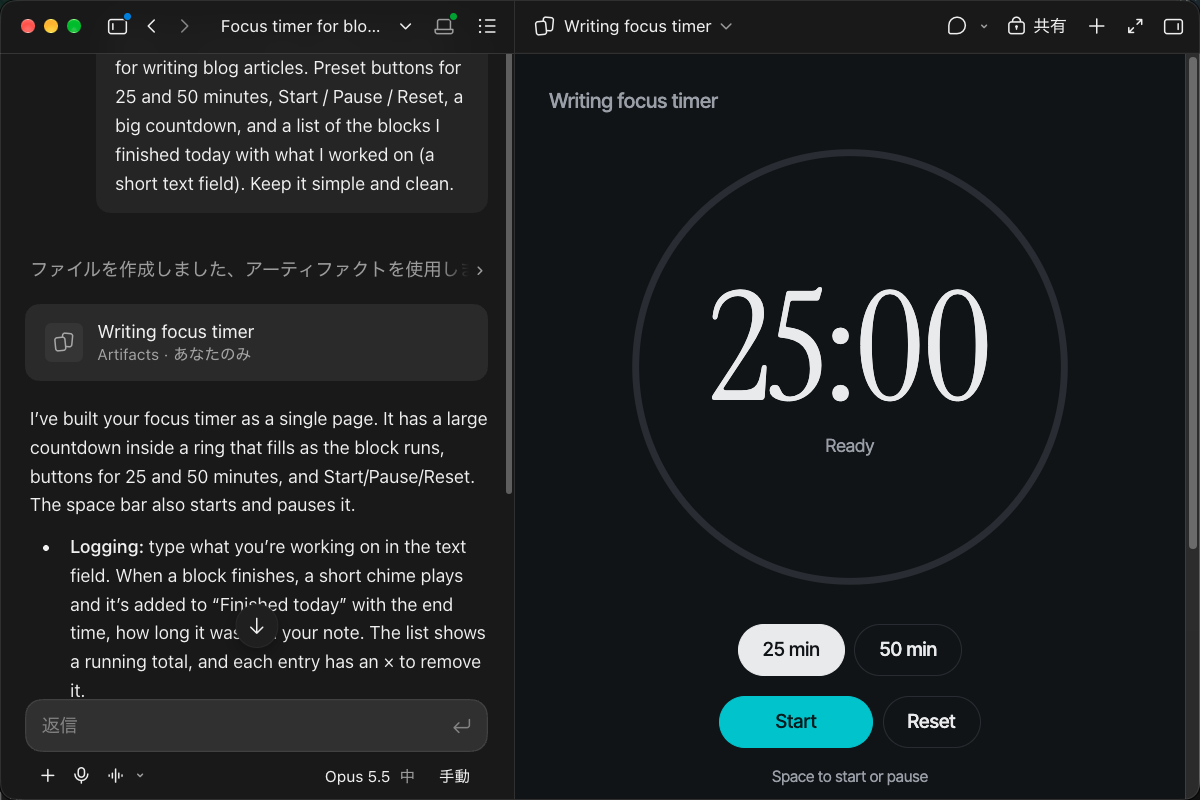 Focus timer for blo...
for writing blog articles. Preset buttons for
25 and 50 minutes, Start / Pause / Reset, a
big countdown, and a list of the blocks I
finished today with what I worked on (a
short text field). Keep it simple and clean.
ファイルを作成しました、アーティファクトを使用し
Writing focus timer
Artifacts · あなたのみ
I’ve built your focus timer as a single page. It has a large
countdown inside a ring that fills as the block runs,
buttons for 25 and 50 minutes, and Start/Pause/Reset.
The space bar also starts and pauses it.
• Logging: type what you’re working on in the text
field. When a block finishes, a short chime plays
and it’s added to “Finished today” with the end
time, how long it was your note. The list shows
a running total, and each entry has an × to remove
it.
返信
Opus 5.5 中 手動
Writing focus timer
共有
Writing focus timer
25:00
Ready
25 min 50 min
Start Reset
Space to start or pause